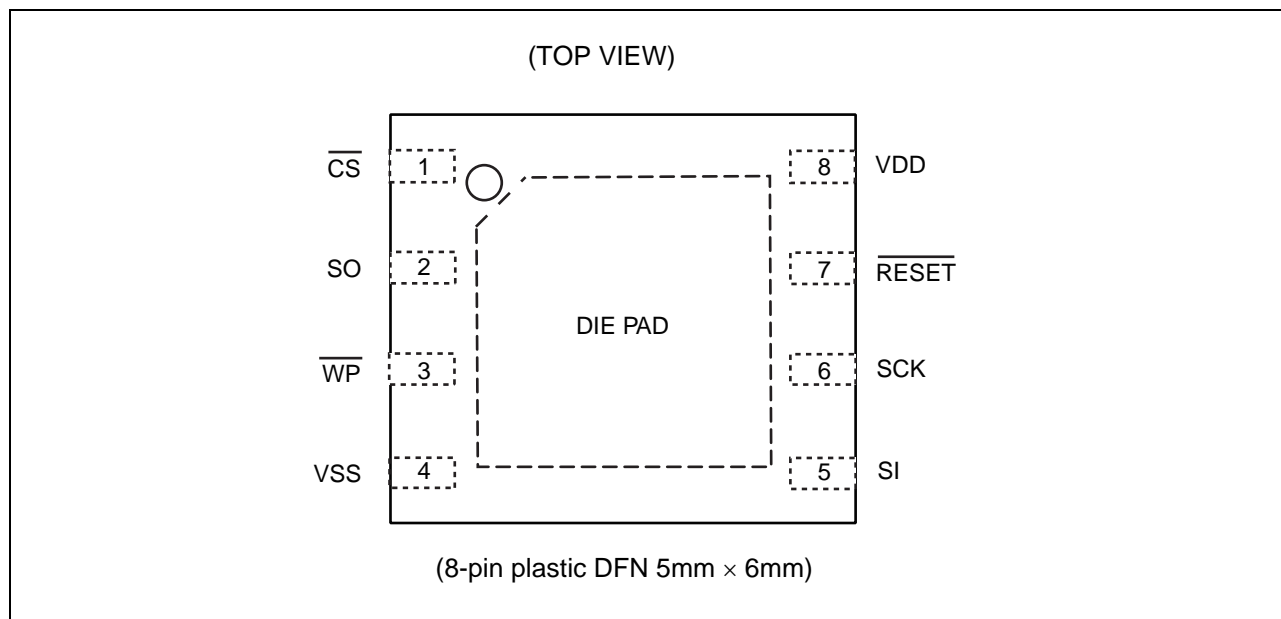 (TOP VIEW)
CS 1 8 VDD
SO 2 7 RESET
DIE PAD
WP 3 6 SCK
VSS 4 5 SI
(8-pin plastic DFN 5mm × 6mm)